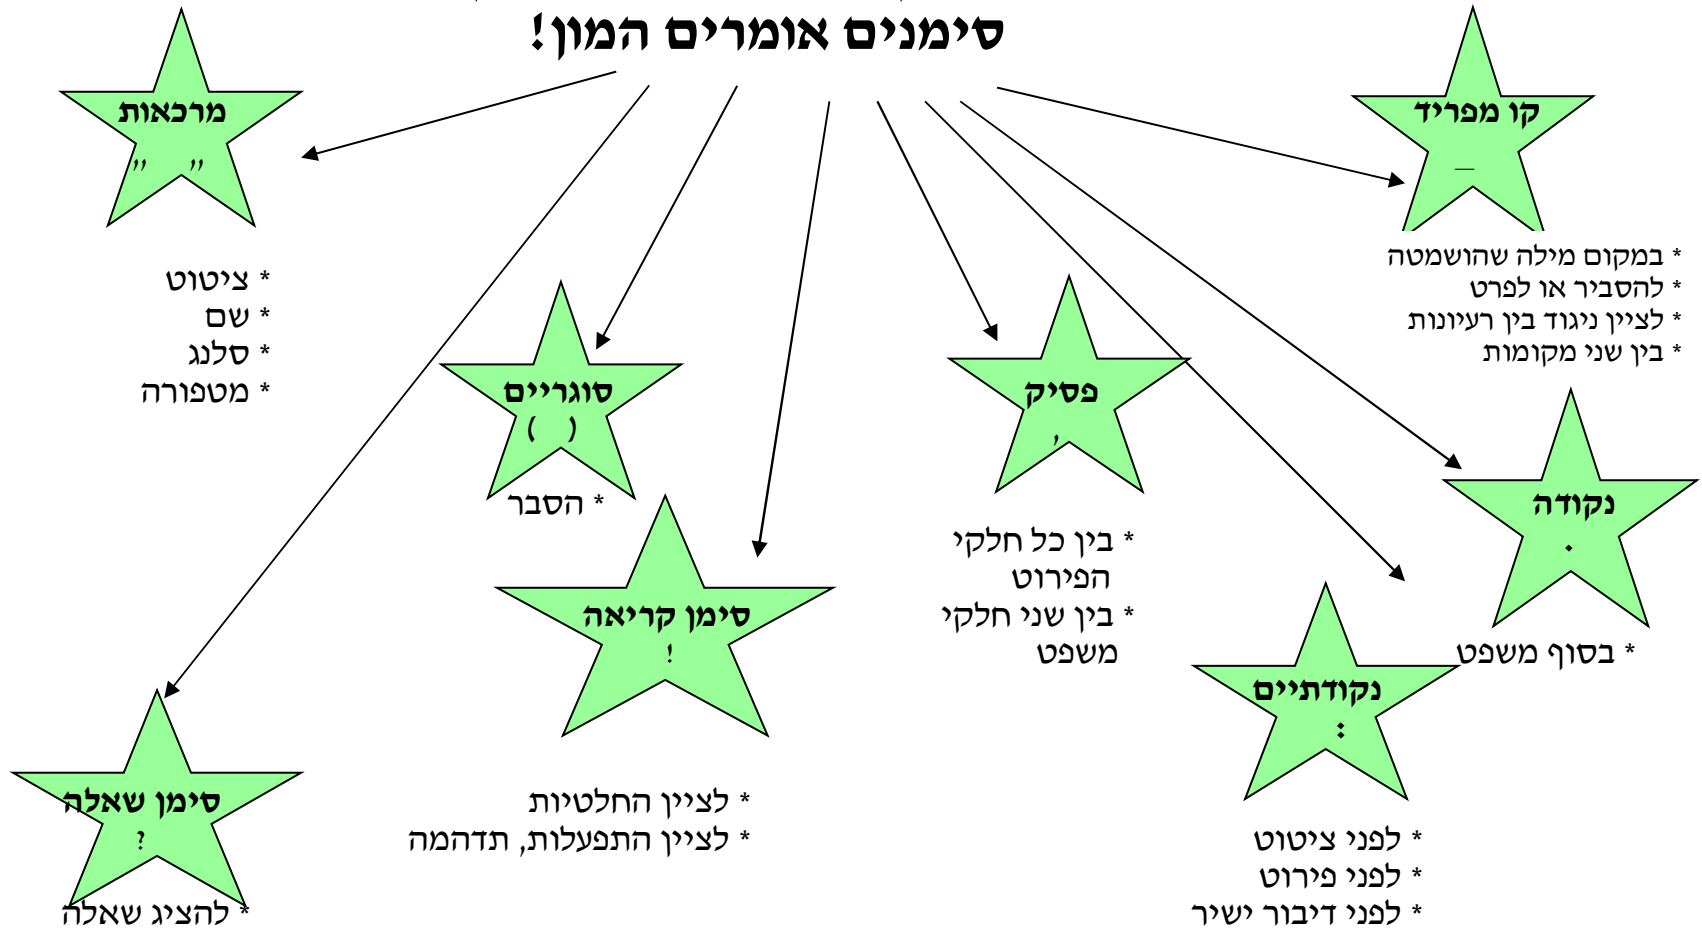 סימנים אומרים המון!
קו מפריד
–
* במקום מילה שהושמטה
* להסביר או לפרט
* לציין ניגוד בין רעיונות
* בין שני מקומות
נקודה
.
* בסוף משפט
נקודתיים
:
* לפני ציטוט
* לפני פירוט
* לפני דיבור ישיר
פסיק
,
* בין כל חלקי
הפירוט
* בין שני חלקי
משפט
סוגריים
( )
* הסבר
סימן קריאה
!
* לציין החלטיות
* לציין התפעלות, תדהמה
מרכאות
" "
* ציטוט
* שם
* סלנג
* מטפורה
סימן שאלה
?
* להציג שאלה